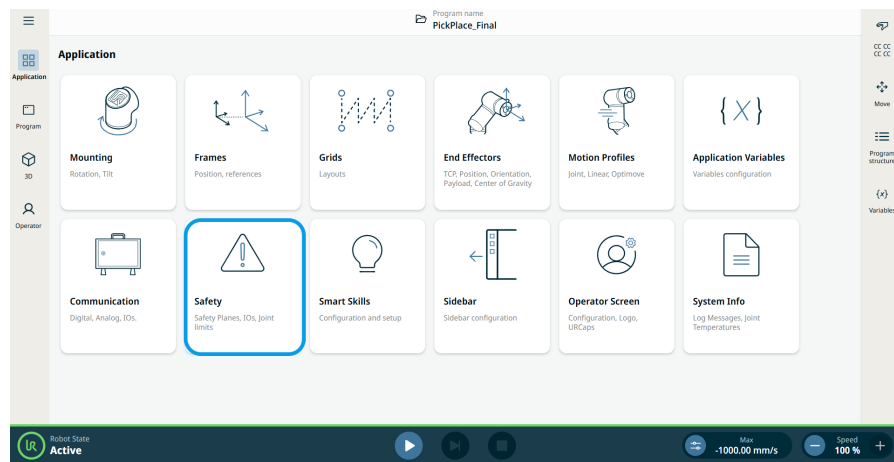 Program name
PickPlace_Final
Application
Application
Program
3D
Operator
Mounting
Rotation, Tilt
Frames
Position, references
Grids
Layouts
End Effectors
TCP, Position, Orientation,
Payload, Center of Gravity
Motion Profiles
Joint, Linear, Optimove
Application Variables
Variables configuration
Communication
Digital, Analog, IOs.
Safety
Safety Planes, IOs, Joint
limits
Smart Skills
Configuration and setup
Sidebar
Sidebar configuration
Operator Screen
Configuration, Logo,
URCaps
System Info
Log Messages, Joint
Temperatures
CC CC
CC CC
Move
Program
structure
{x}
Variables
Robot State
Active
Max
-1000.00 mm/s
Speed
100 %